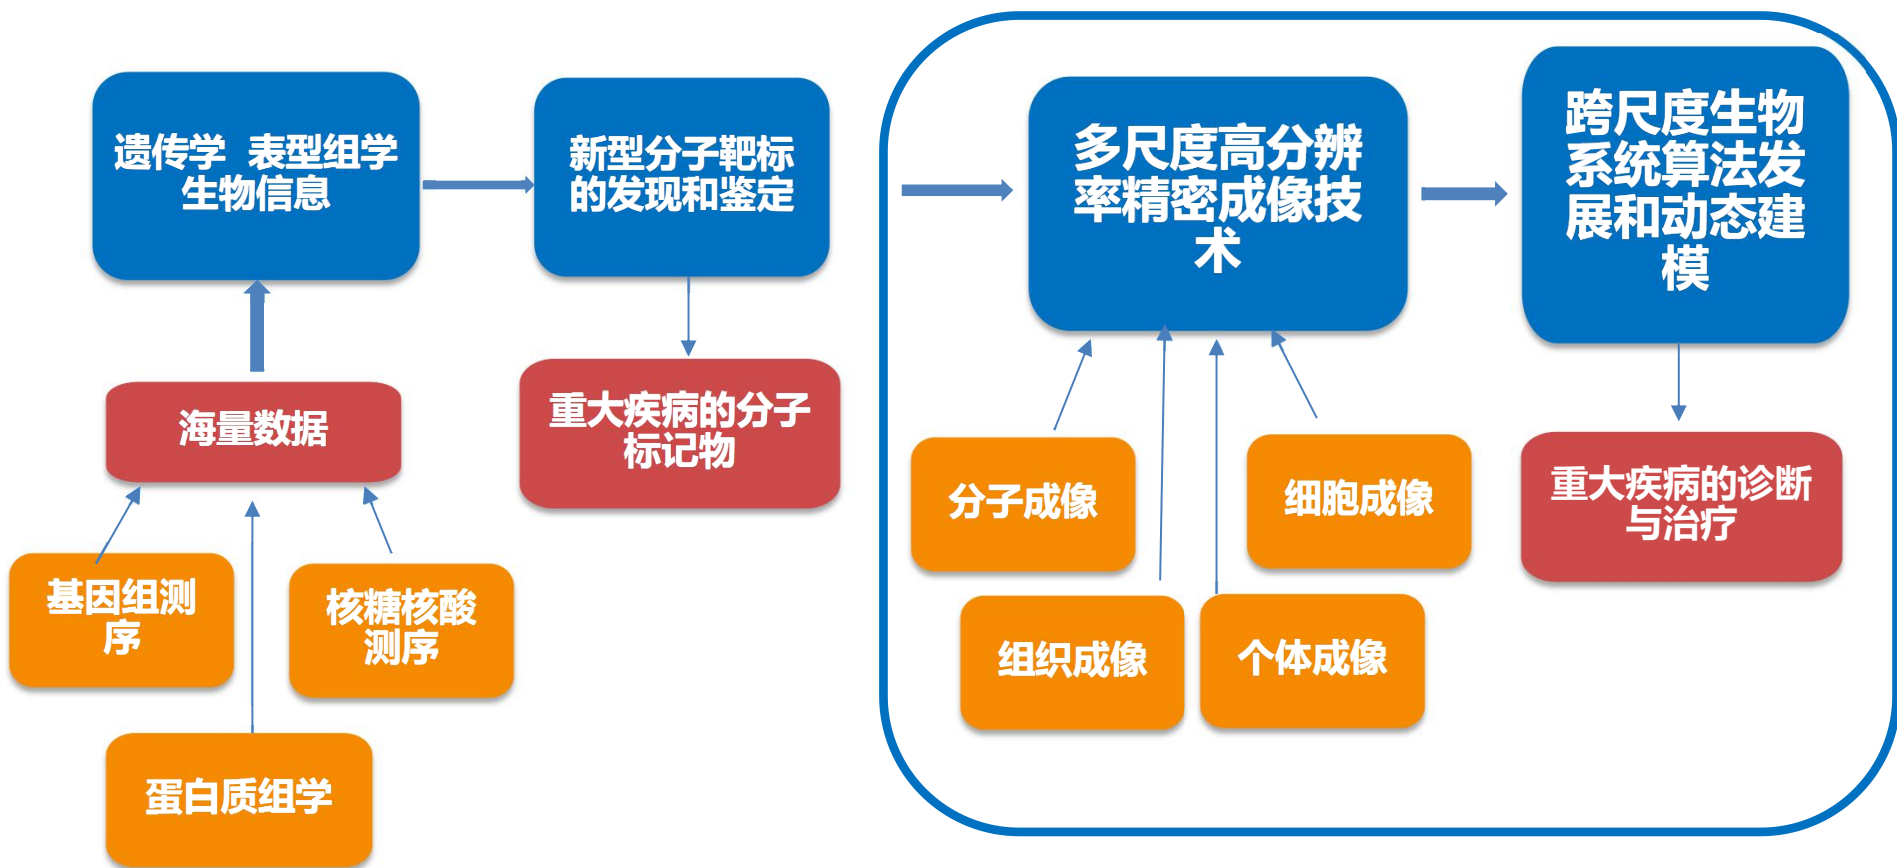 遗传学 表型组学
生物信息
新型分子靶标
的发现和鉴定
多尺度高分辨
率精密成像技
术
跨尺度生物
系统算法发
展和动态建
模
海量数据
重大疾病的分子
标记物
分子成像
细胞成像
重大疾病的诊断
与治疗
基因组测
序
核糖核酸
测序
组织成像
个体成像
蛋白质组学